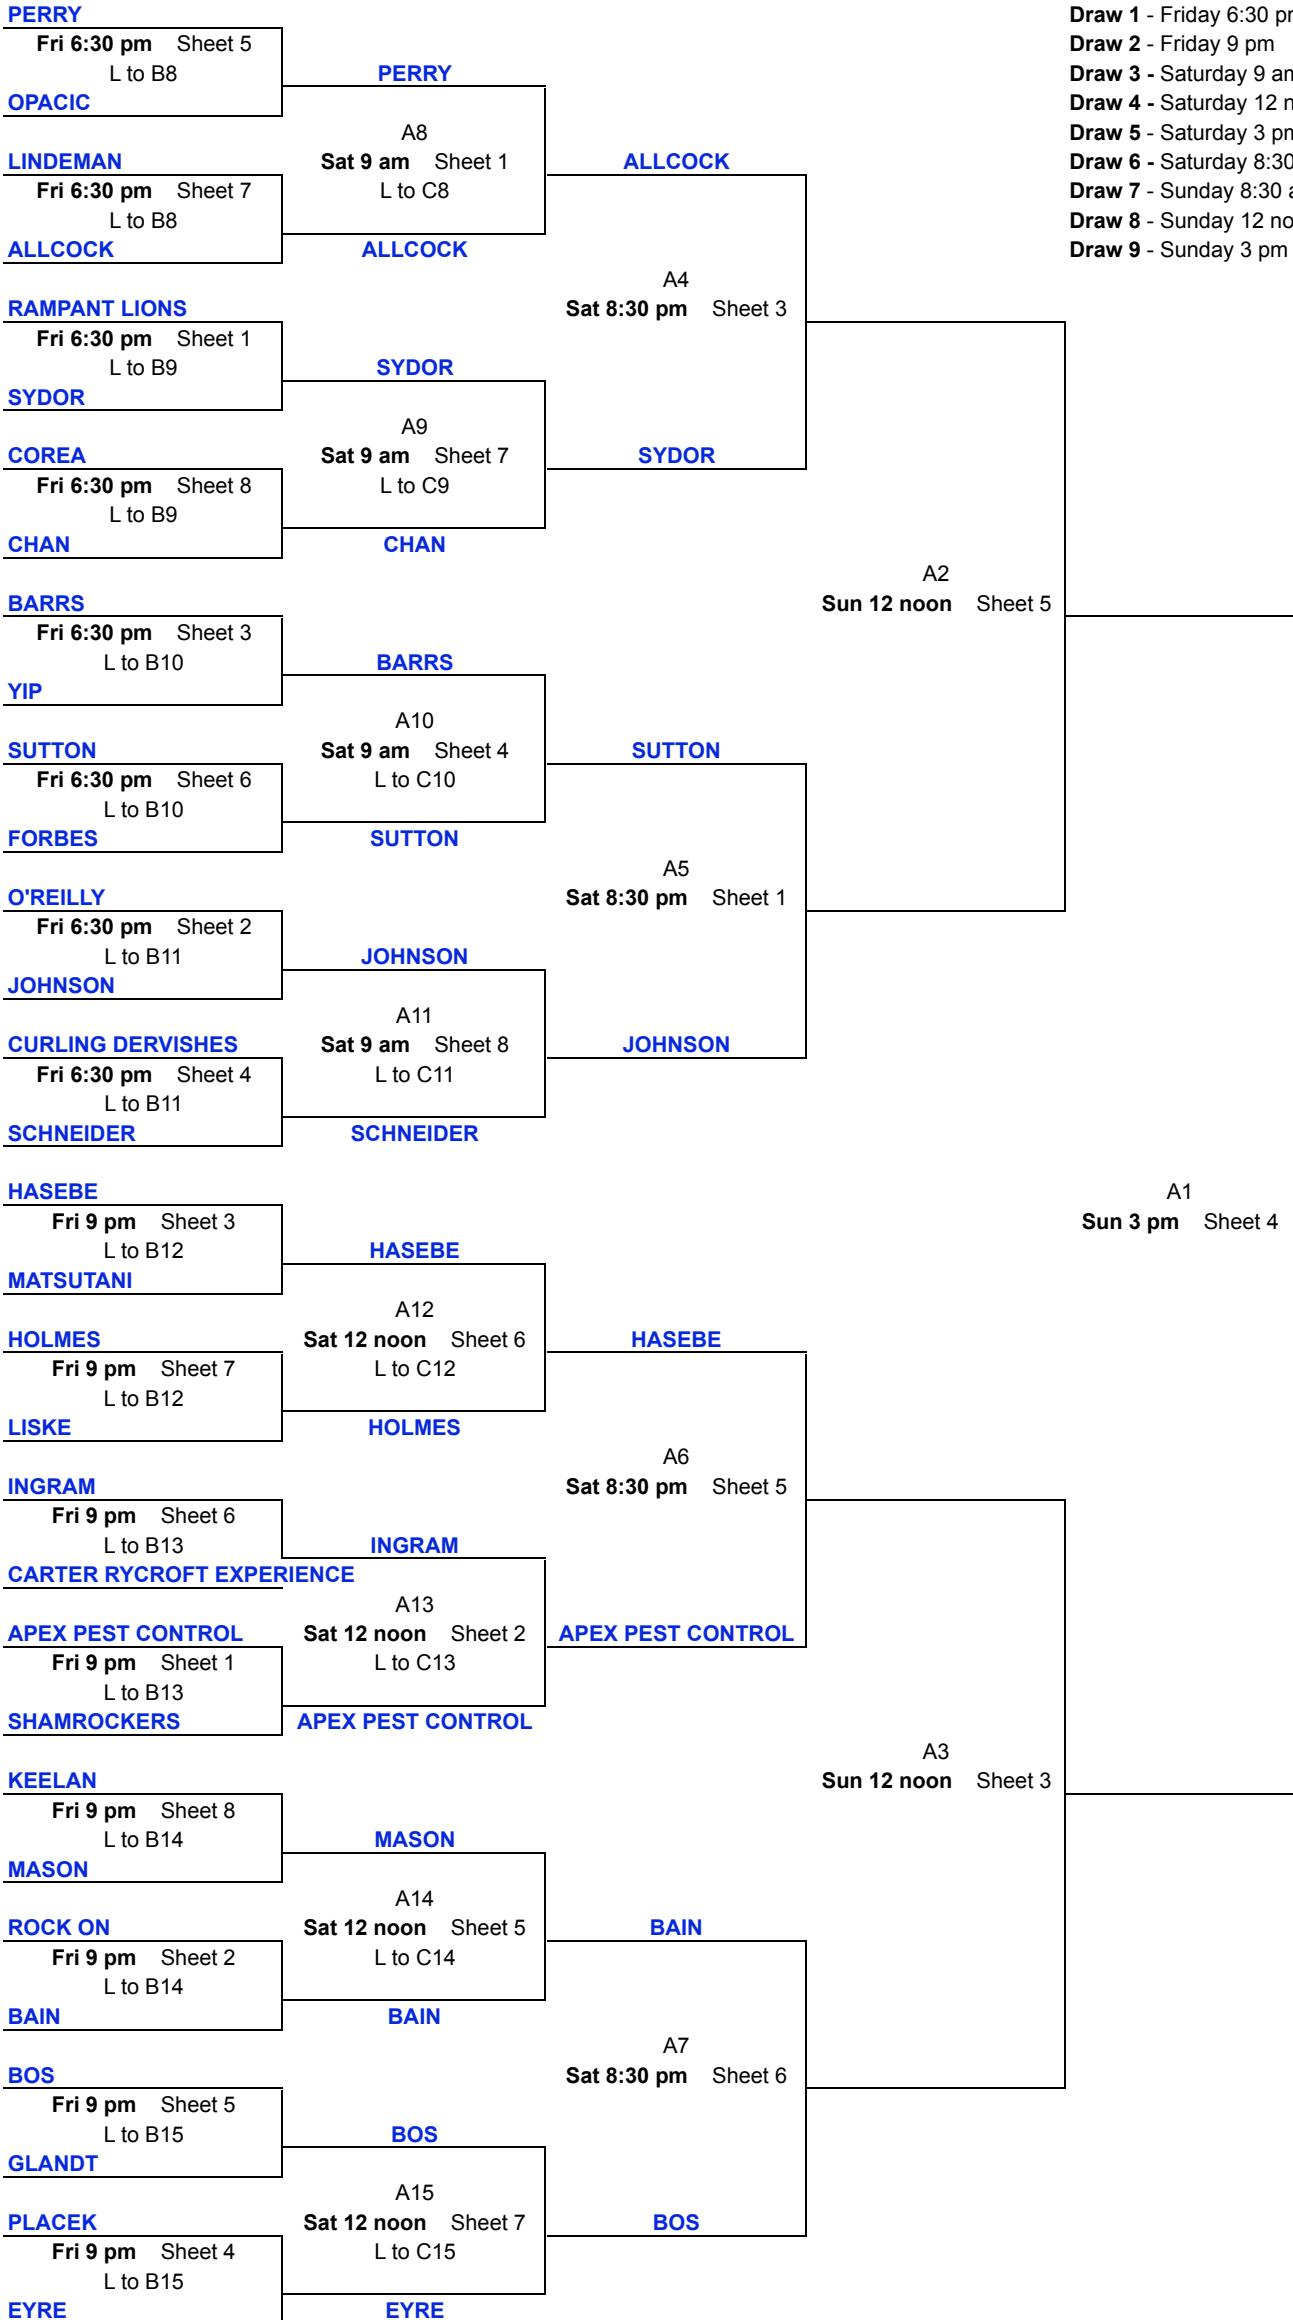 PERRY
Draw 1 - Friday 6:30 p
Fri 6:30 pm Sheet 5
Draw 2 - Friday 9 pm
L to B8
PERRY
Draw 3 - Saturday 9 a
OPACIC
Draw 4 - Saturday 12
A8
Draw 5 - Saturday 3 p
LINDEMAN
Sat 9 am Sheet 1
ALLCOCK
Draw 6 - Saturday 8:30
Fri 6:30 pm Sheet 7
L to C8
Draw 7 - Sunday 8:30
L to B8
Draw 8 - Sunday 12 no
ALLCOCK
ALLCOCK
Draw 9 - Sunday 3 pm
A4
RAMPANT LIONS
Sat 8:30 pm Sheet 3
Fri 6:30 pm Sheet 1
L to B9
SYDOR
SYDOR
A9
COREA
Sat 9 am Sheet 7
SYDOR
Fri 6:30 pm Sheet 8
L to C9
L to B9
CHAN
CHAN
A2
BARRS
Sun 12 noon Sheet 5
Fri 6:30 pm Sheet 3
L to B10
BARRS
YIP
A10
SUTTON
Sat 9 am Sheet 4
SUTTON
Fri 6:30 pm Sheet 6
L to C10
L to B10
FORBES
SUTTON
A5
O'REILLY
Sat 8:30 pm Sheet 1
Fri 6:30 pm Sheet 2
L to B11
JOHNSON
JOHNSON
A11
CURLING DERVISHES
Sat 9 am Sheet 8
JOHNSON
Fri 6:30 pm Sheet 4
L to C11
L to B11
SCHNEIDER
SCHNEIDER
HASEBE
A1
Fri 9 pm Sheet 3
Sun 3 pm Sheet 4
L to B12
HASEBE
MATSUTANI
A12
HOLMES
Sat 12 noon Sheet 6
HASEBE
Fri 9 pm Sheet 7
L to C12
L to B12
LISKE
HOLMES
A6
INGRAM
Sat 8:30 pm Sheet 5
Fri 9 pm Sheet 6
L to B13
INGRAM
CARTER RYCROFT EXPERIENCE
A13
APEX PEST CONTROL
Sat 12 noon Sheet 2
APEX PEST CONTROL
Fri 9 pm Sheet 1
L to C13
L to B13
SHAMROCKERS
APEX PEST CONTROL
A3
KEELAN
Sun 12 noon Sheet 3
Fri 9 pm Sheet 8
L to B14
MASON
MASON
A14
ROCK ON
Sat 12 noon Sheet 5
BAIN
Fri 9 pm Sheet 2
L to C14
L to B14
BAIN
BAIN
A7
BOS
Sat 8:30 pm Sheet 6
Fri 9 pm Sheet 5
L to B15
BOS
GLANDT
A15
PLACEK
Sat 12 noon Sheet 7
BOS
Fri 9 pm Sheet 4
L to C15
L to B15
EYRE
EYRE